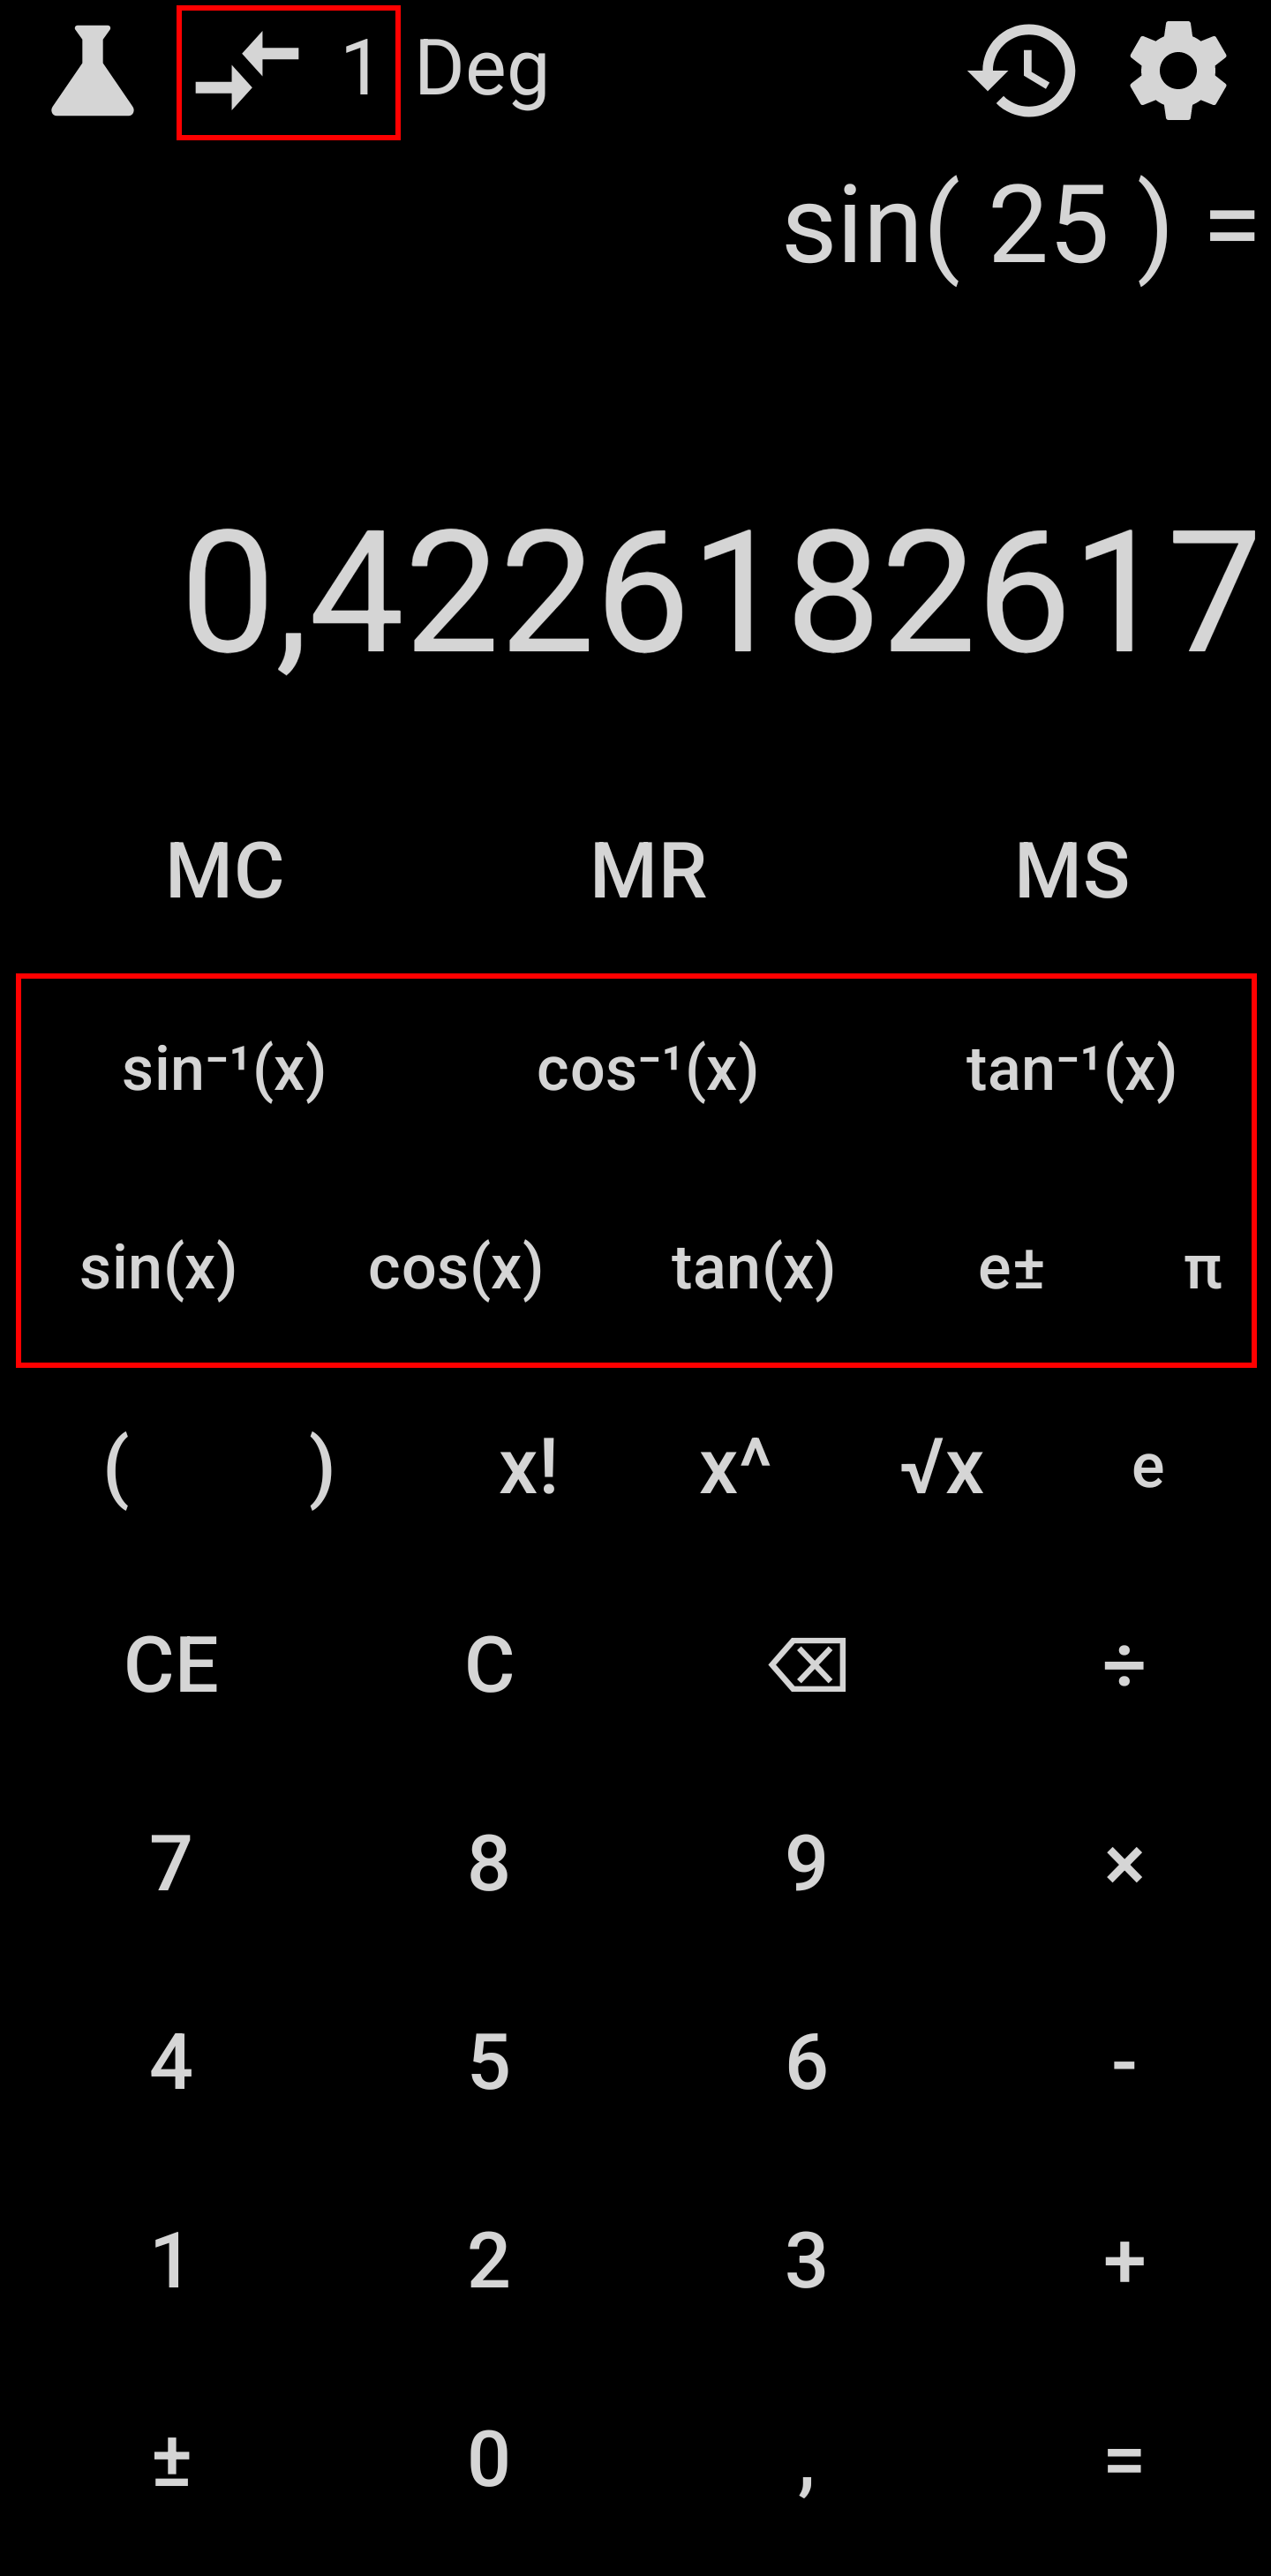 1 Deg
sin( 25 ) =
0,4226182617
MC MR MS
sin⁻¹(x) cos⁻¹(x) tan⁻¹(x)
sin(x) cos(x) tan(x) e± π
( ) x! x^ √x e
CE C ÷
7 8 9 ×
4 5 6 -
1 2 3 +
± 0 , =